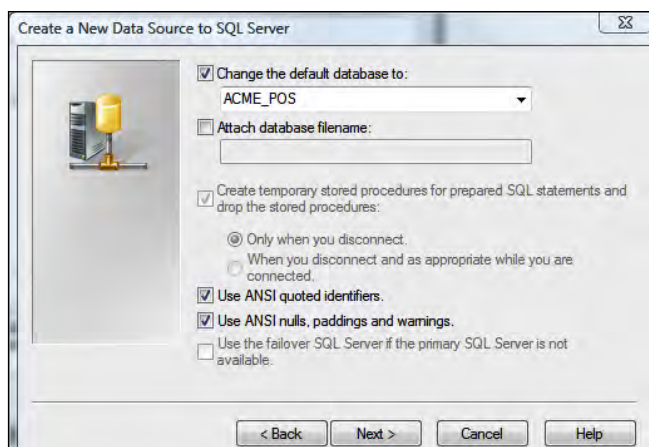 Create a New Data Source to SQL Server
Change the default database to:
ACME_POS
Attach database filename:
Create temporary stored procedures for prepared SQL statements and
drop the stored procedures:
Only when you disconnect.
When you disconnect and as appropriate while you are
connected.
Use ANSI quoted identifiers.
Use ANSI nulls, paddings and warnings.
Use the failover SQL Server if the primary SQL Server is not
available.
< Back Next > Cancel Help